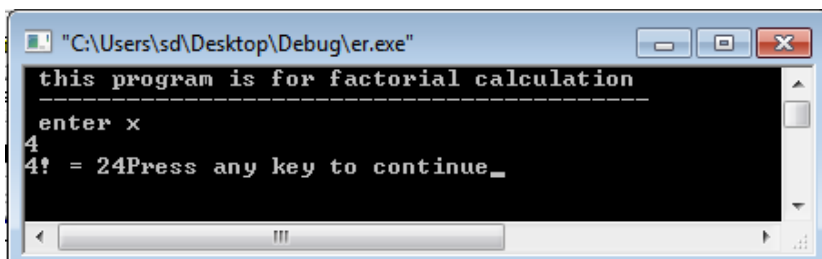 "C:\Users\sd\Desktop\Debug\er.exe"
this program is for factorial calculation
------------------------------------------
enter x
4
4! = 24Press any key to continue_